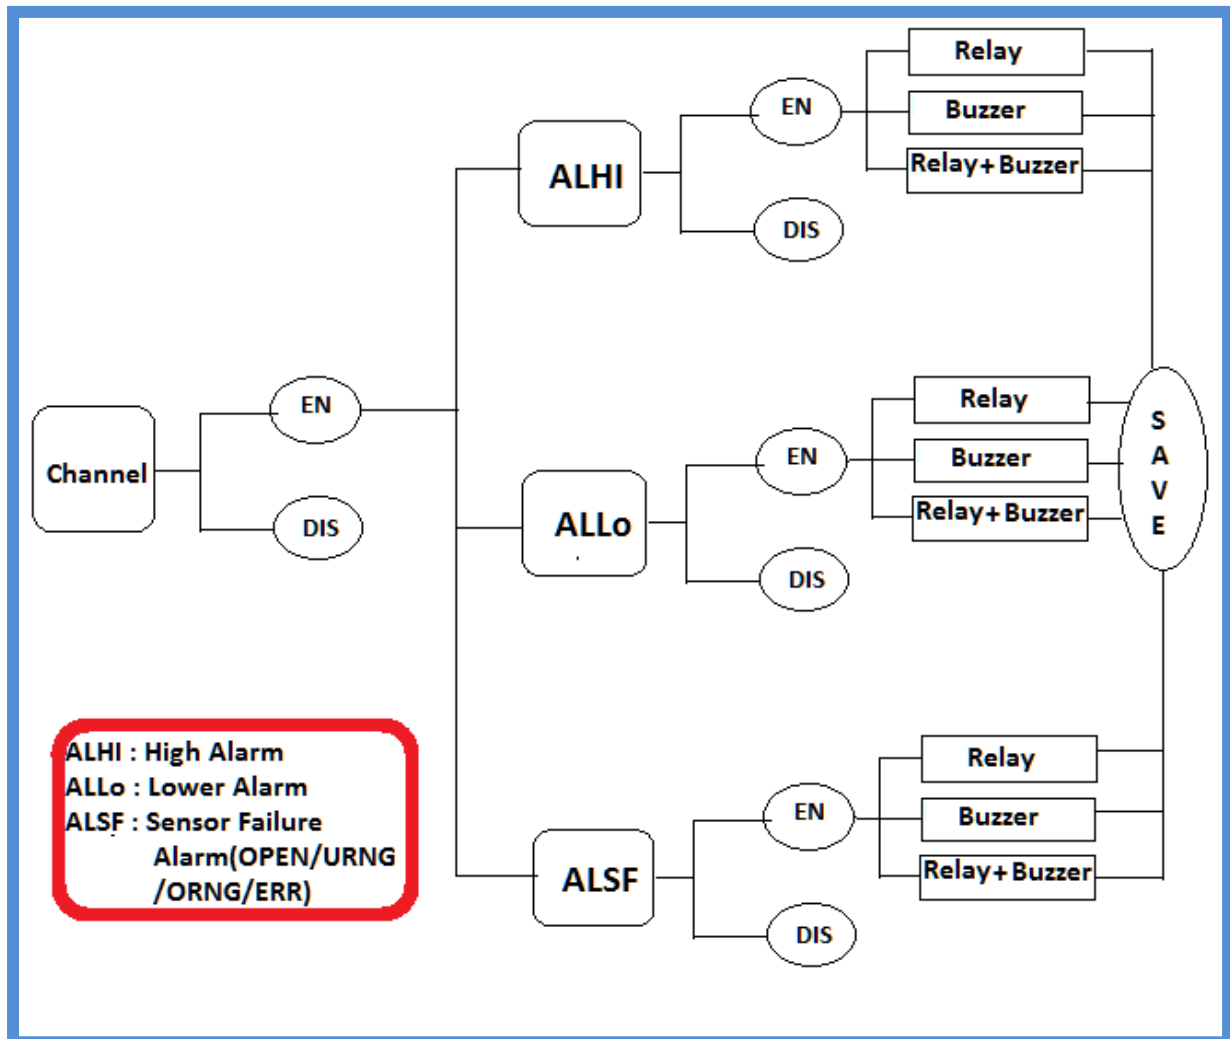 Relay
EN
Buzzer
ALHI
Relay+Buzzer
DIS
EN
Relay
Channel
EN
Buzzer
DIS
ALLo
Relay+Buzzer
DIS
S
A
V
E
ALHI : High Alarm
ALLo : Lower Alarm
ALSF : Sensor Failure
Alarm(OPEN/URNG
/ORNG/ERR)
Relay
EN
Buzzer
ALSF
Relay+Buzzer
DIS